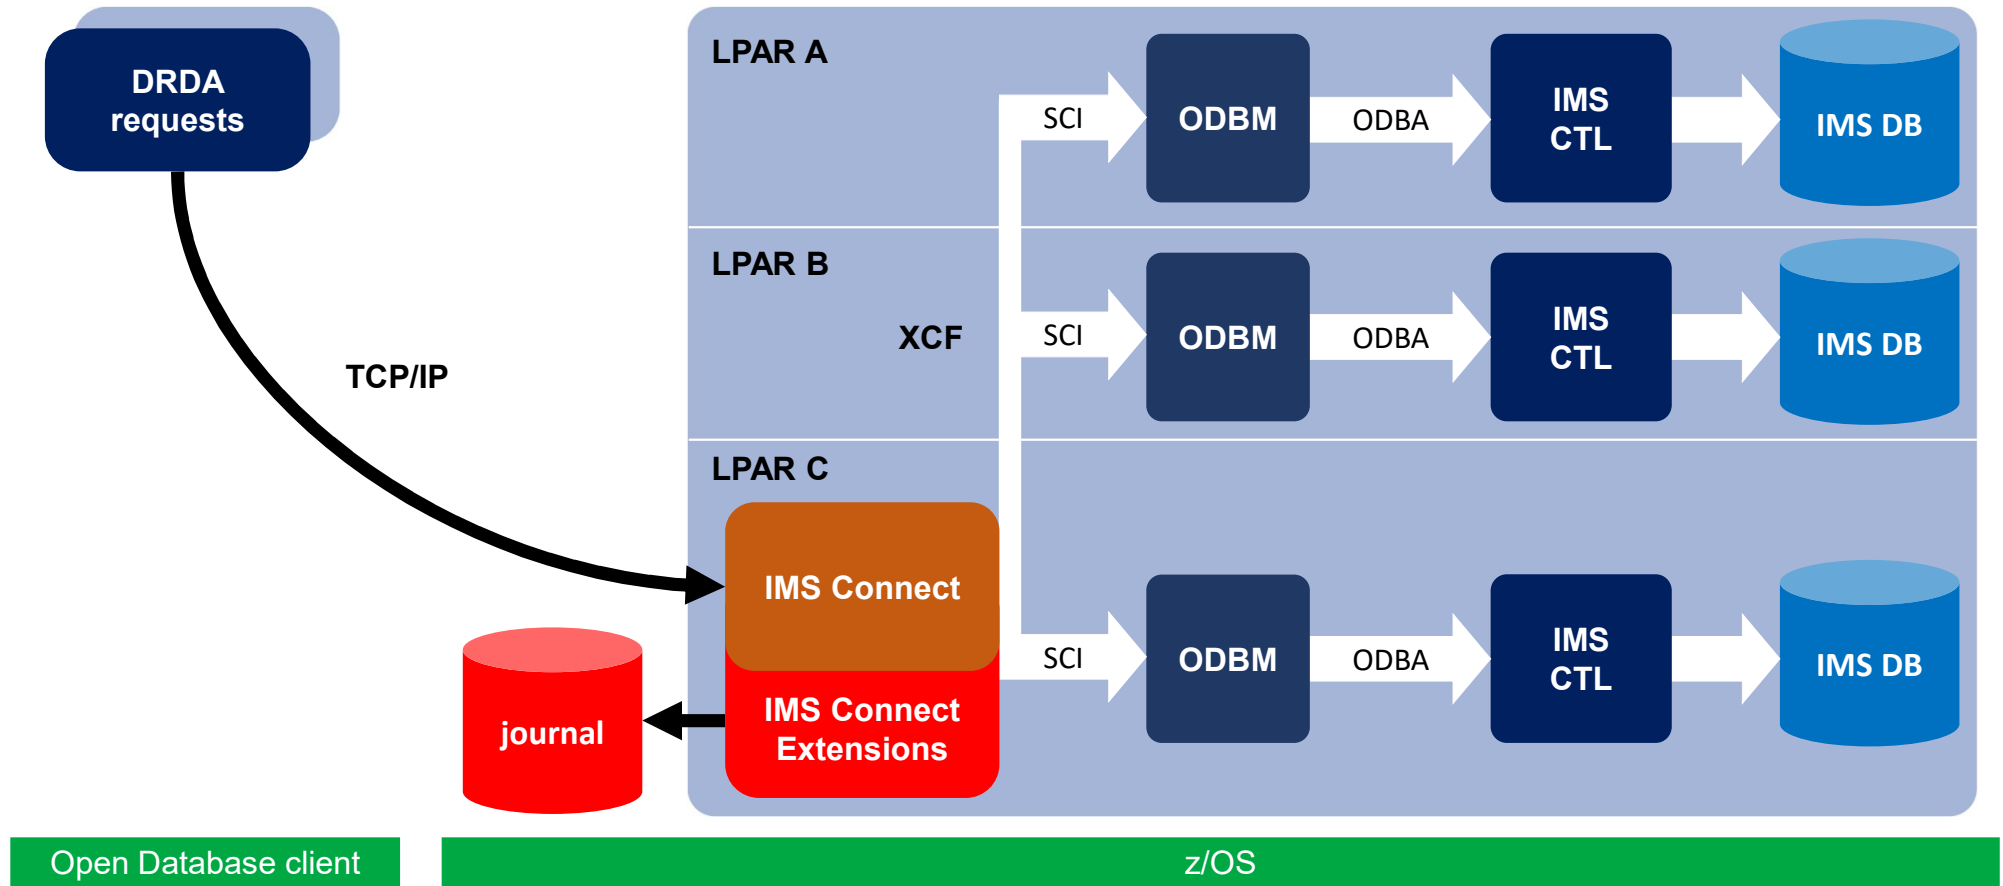 DRDA
requests
TCP/IP
LPAR A
SCI
ODBM
ODBA
IMS
CTL
IMS DB
LPAR B
XCF
SCI
ODBM
ODBA
IMS
CTL
IMS DB
LPAR C
IMS Connect
IMS Connect
Extensions
journal
SCI
ODBM
ODBA
IMS
CTL
IMS DB
Open Database client
z/OS